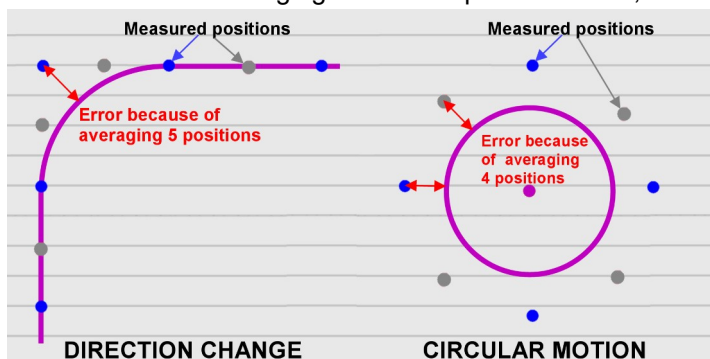 Measured positions
Error because of
averaging 5 positions
DIRECTION CHANGE
Measured positions
Error because
of averaging
4 positions
CIRCULAR MOTION